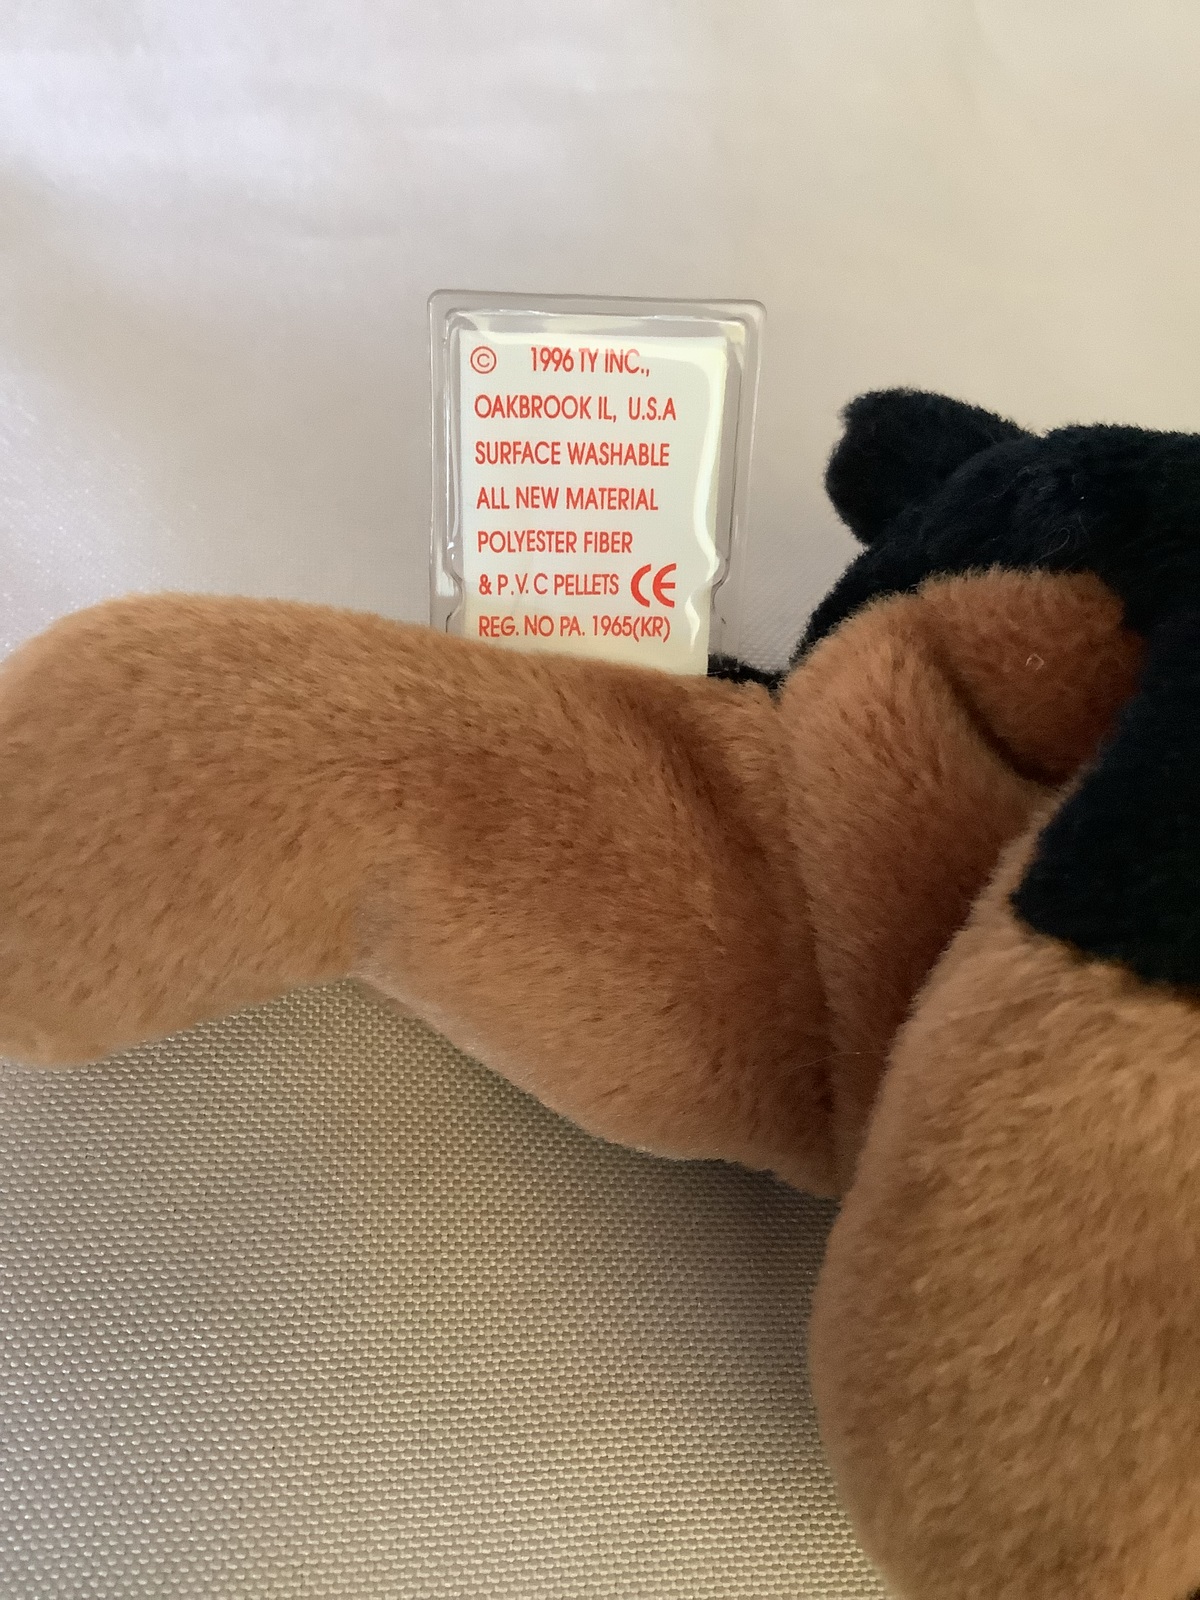 © 1996 TY INC.,
OAKBROOK IL, U.S.A
SURFACE WASHABLE
ALL NEW MATERIAL
POLYESTER FIBER
& P.V.C PELLETS CE
REG. NO PA. 1965(KR)